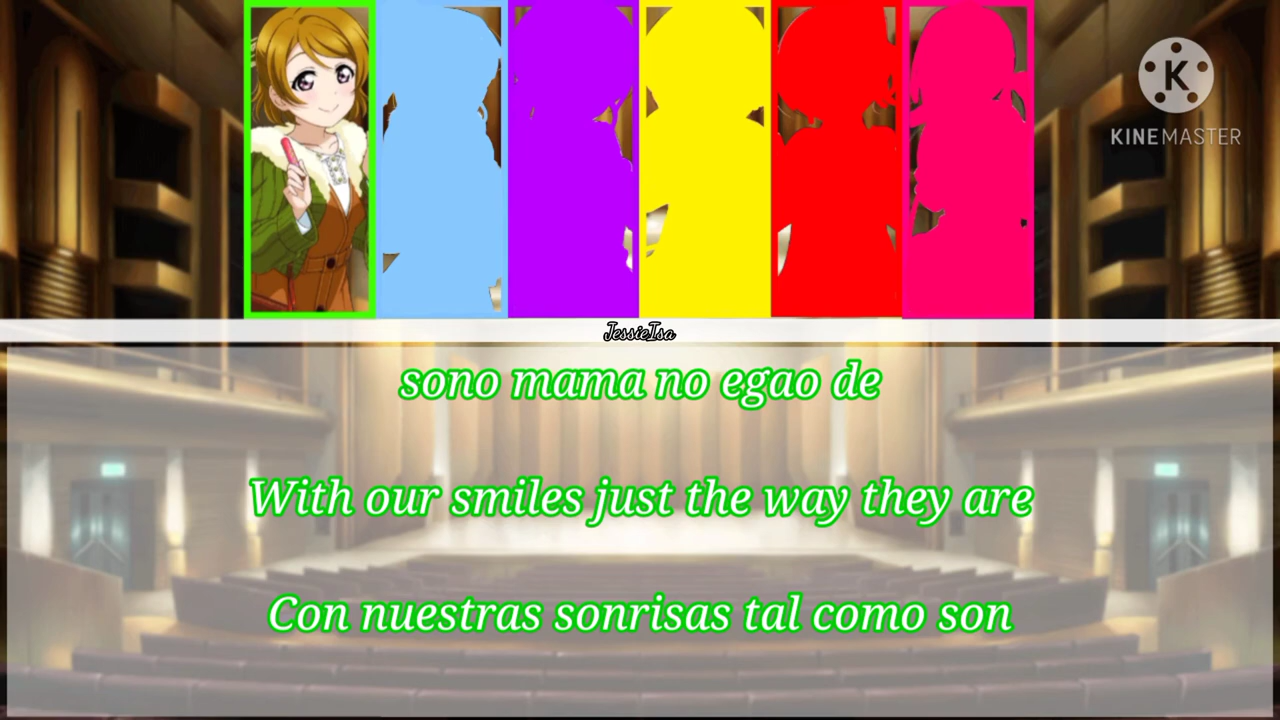 K
KINEMASTER
JessieIsa
sono mama no egao de
With our smiles just the way they are
Con nuestras sonrisas tal como son